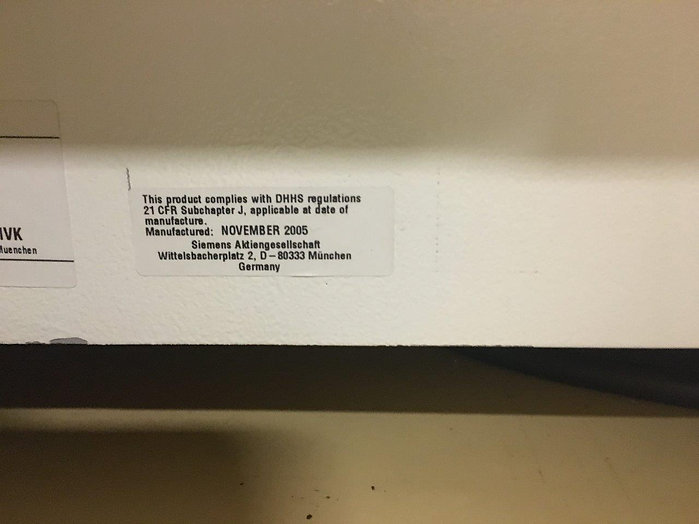 This product complies with DHHS regulations
21 CFR Subchapter J, applicable at date of
manufacture.
Manufactured: NOVEMBER 2005
Siemens Aktiengesellschaft
Wittelsbacherplatz 2, D-80333 München
Germany
VK
Muenchen